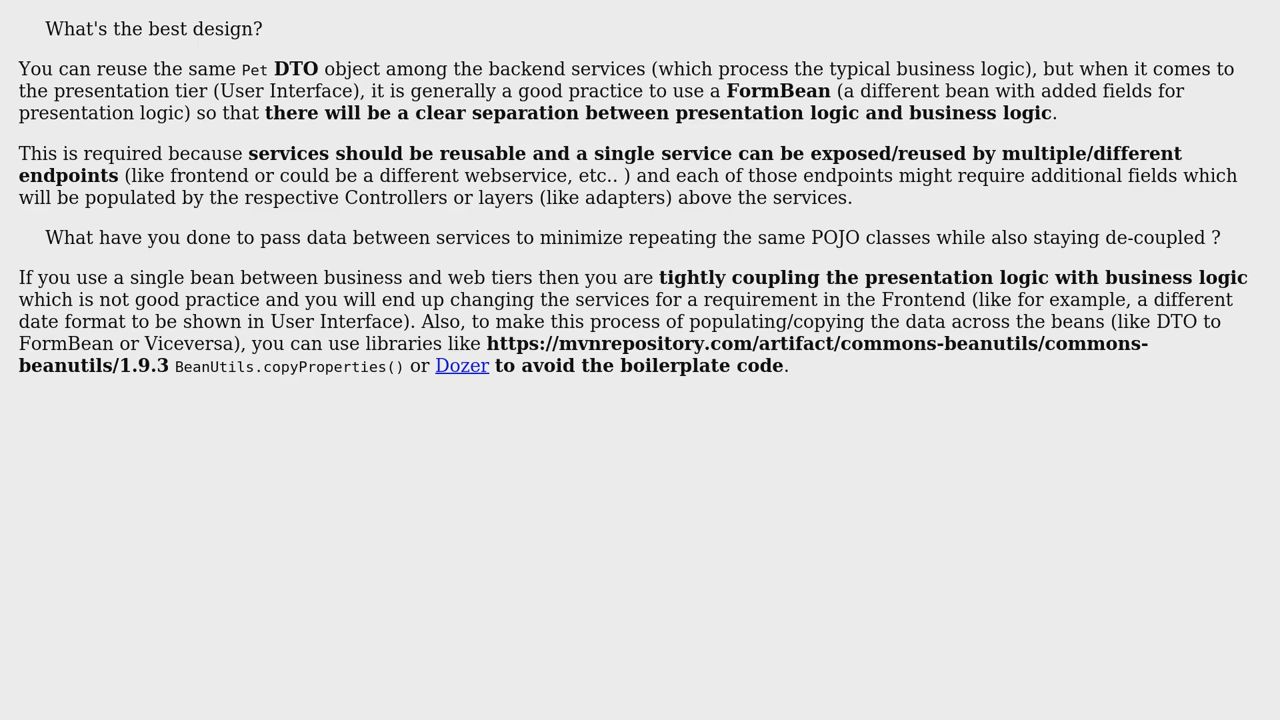 What's the best design?
You can reuse the same Pet DTO object among the backend services (which process the typical business logic), but when it comes to
the presentation tier (User Interface), it is generally a good practice to use a FormBean (a different bean with added fields for
presentation logic) so that there will be a clear separation between presentation logic and business logic.
This is required because services should be reusable and a single service can be exposed/reused by multiple/different
endpoints (like frontend or could be a different webservice, etc.. ) and each of those endpoints might require additional fields which
will be populated by the respective Controllers or layers (like adapters) above the services.
What have you done to pass data between services to minimize repeating the same POJO classes while also staying de-coupled ?
If you use a single bean between business and web tiers then you are tightly coupling the presentation logic with business logic
which is not good practice and you will end up changing the services for a requirement in the Frontend (like for example, a different
date format to be shown in User Interface). Also, to make this process of populating/copying the data across the beans (like DTO to
FormBean or Viceversa), you can use libraries like https://mvnrepository.com/artifact/commons-beanutils/commons-
beanutils/1.9.3 BeanUtils.copyProperties() or Dozer to avoid the boilerplate code.